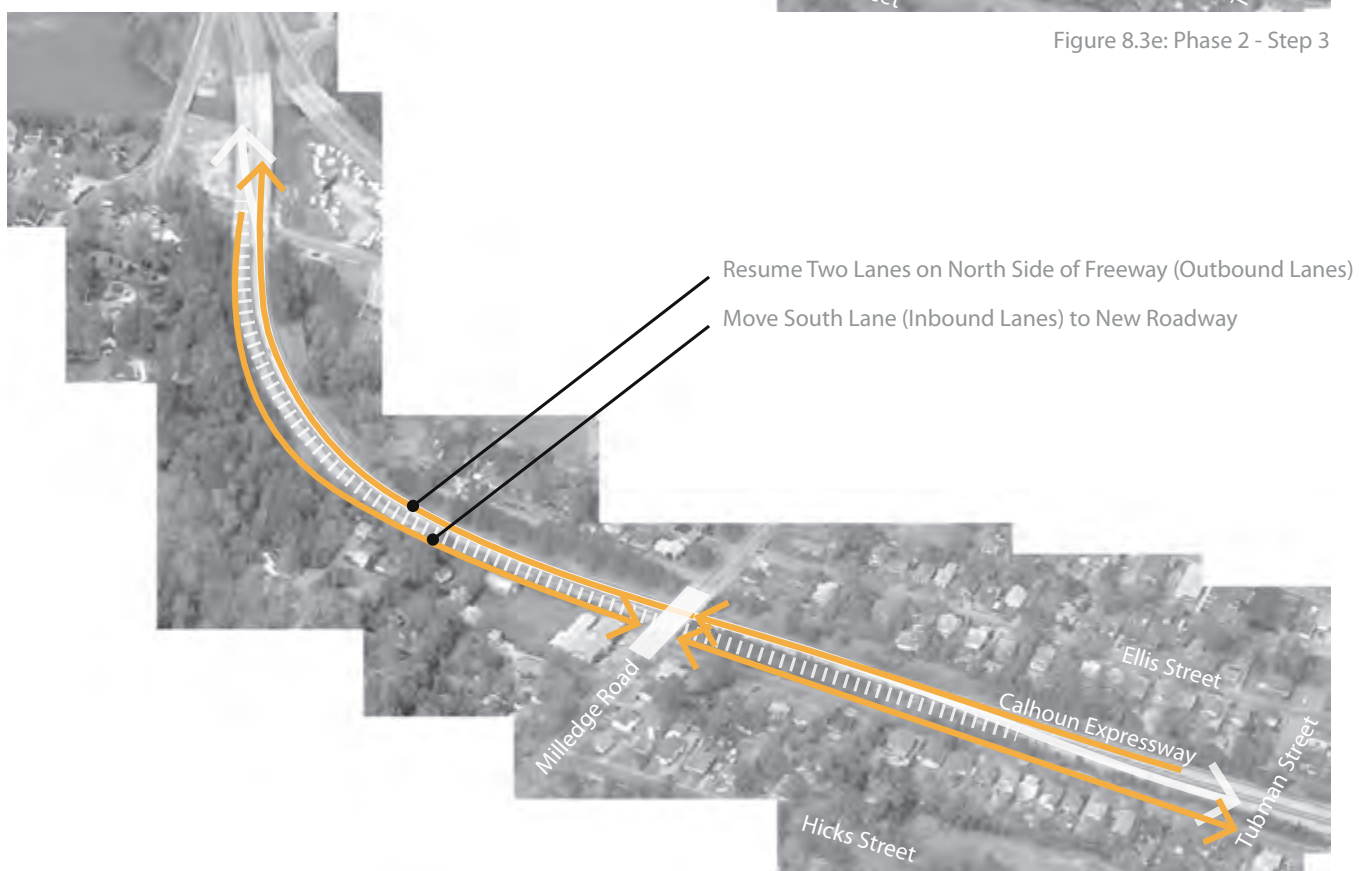 Figure 8.3e: Phase 2 - Step 3
Resume Two Lanes on North Side of Freeway (Outbound Lanes)
Move South Lane (Inbound Lanes) to New Roadway
Milledge Road
Ellis Street
Calhoun Expressway
Tubman Street
Hicks Street